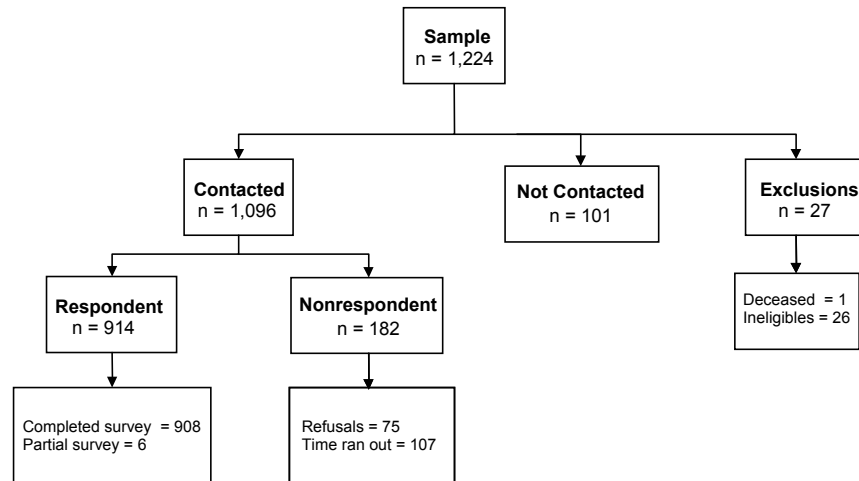 Sample
n = 1,224
Contacted
n = 1,096
Not Contacted
n = 101
Exclusions
n = 27
Respondent
n = 914
Nonrespondent
n = 182
Deceased = 1
Ineligibles = 26
Completed survey = 908
Partial survey = 6
Refusals = 75
Time ran out = 107